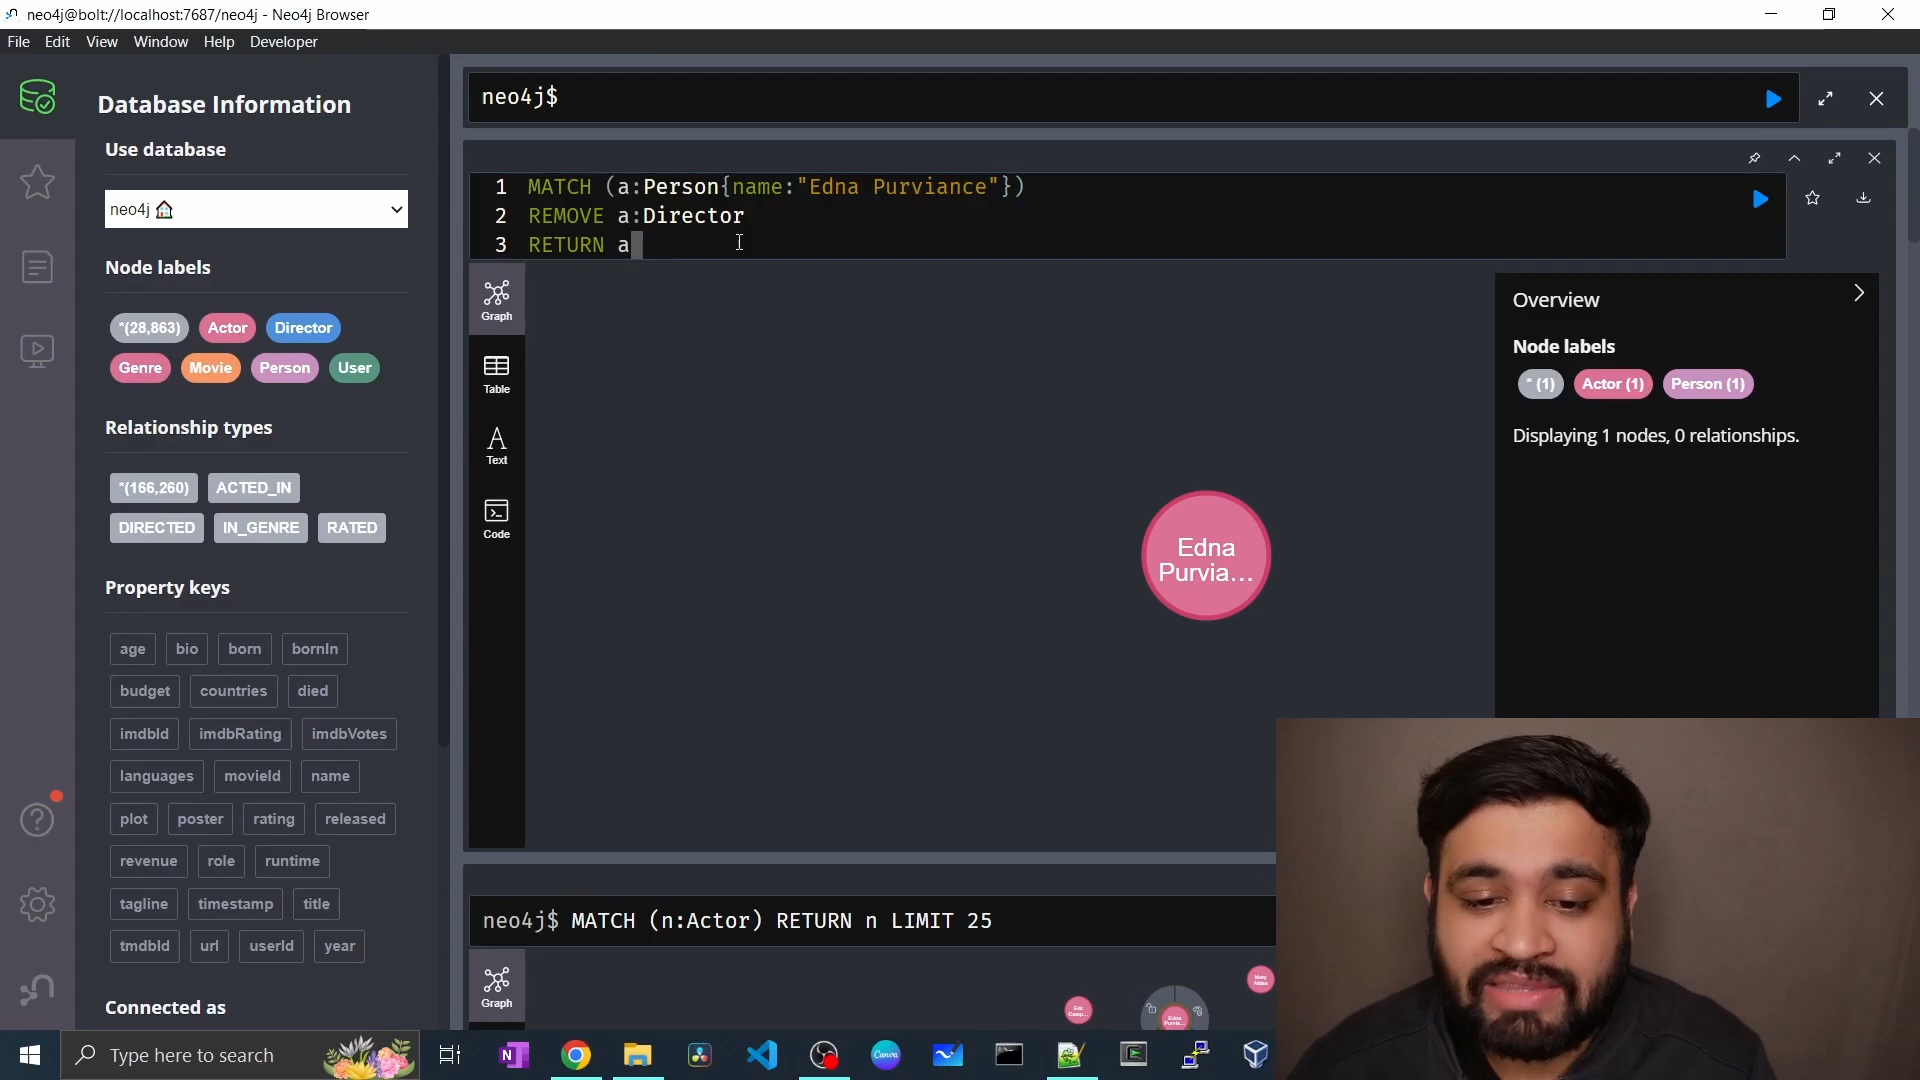 neo4j@bolt://localhost:7687/neo4j - Neo4j Browser
File Edit View Window Help Developer
Database Information
Use database
neo4j
Node labels
*(28,863) Actor Director
Genre Movie Person User
Relationship types
*(166,260) ACTED_IN
DIRECTED IN_GENRE RATED
Property keys
age bio born bornIn
budget countries died
imdbId imdbRating imdbVotes
languages movieId name
plot poster rating released
revenue role runtime
tagline timestamp title
tmdbId url userId year
Connected as
neo4j$
1 MATCH (a:Person{name:"Edna Purviance"})
2 REMOVE a:Director
3 RETURN a
Graph
Table
Text
Code
Edna
Purvia...
Overview
Node labels
* (1) Actor (1) Person (1)
Displaying 1 nodes, 0 relationships.
neo4j$ MATCH (n:Actor) RETURN n LIMIT 25
Graph
Type here to search
Canva